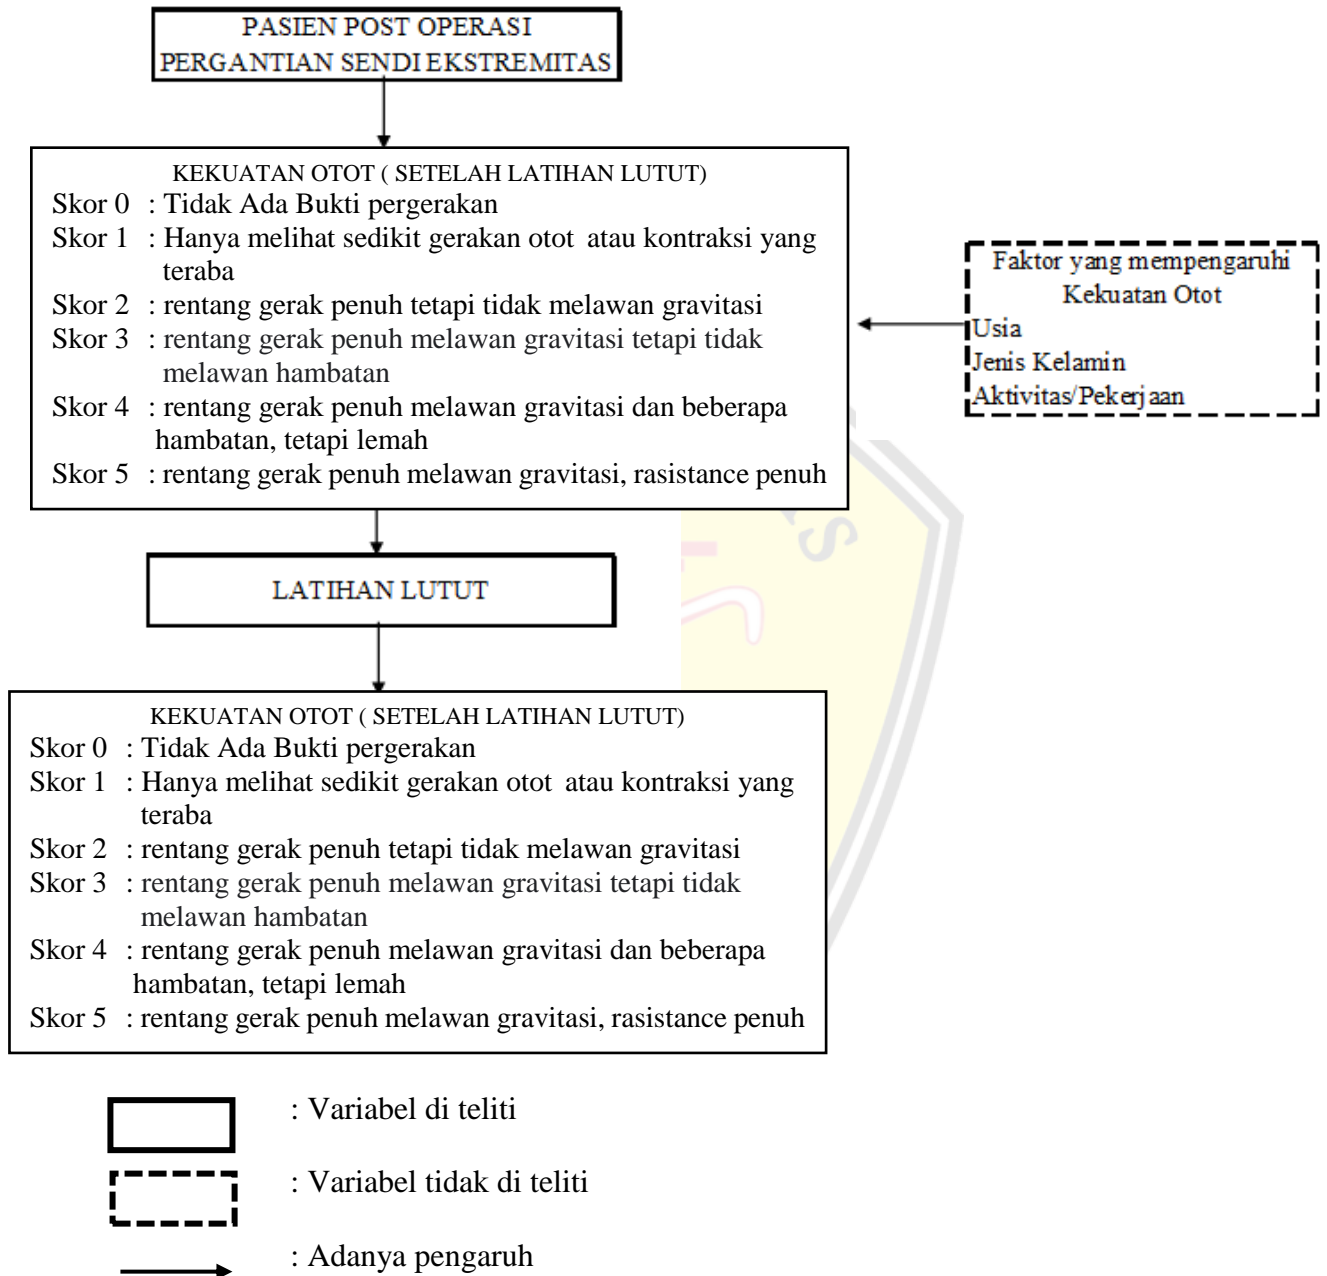 PASIEN POST OPERASI
PERGANTIAN SENDI EKSTREMITAS
KEKUATAN OTOT ( SETELAH LATIHAN LUTUT)
Skor 0 : Tidak Ada Bukti pergerakan
Skor 1 : Hanya melihat sedikit gerakan otot atau kontraksi yang
teraba
Skor 2 : rentang gerak penuh tetapi tidak melawan gravitasi
Skor 3 : rentang gerak penuh melawan gravitasi tetapi tidak
melawan hambatan
Skor 4 : rentang gerak penuh melawan gravitasi dan beberapa
hambatan, tetapi lemah
Skor 5 : rentang gerak penuh melawan gravitasi, rasistance penuh
Faktor yang mempengaruhi
Kekuatan Otot
Usia
Jenis Kelamin
Aktivitas/Pekerjaan
LATIHAN LUTUT
KEKUATAN OTOT ( SETELAH LATIHAN LUTUT)
Skor 0 : Tidak Ada Bukti pergerakan
Skor 1 : Hanya melihat sedikit gerakan otot atau kontraksi yang
teraba
Skor 2 : rentang gerak penuh tetapi tidak melawan gravitasi
Skor 3 : rentang gerak penuh melawan gravitasi tetapi tidak
melawan hambatan
Skor 4 : rentang gerak penuh melawan gravitasi dan beberapa
hambatan, tetapi lemah
Skor 5 : rentang gerak penuh melawan gravitasi, rasistance penuh
: Variabel di teliti
: Variabel tidak di teliti
: Adanya pengaruh